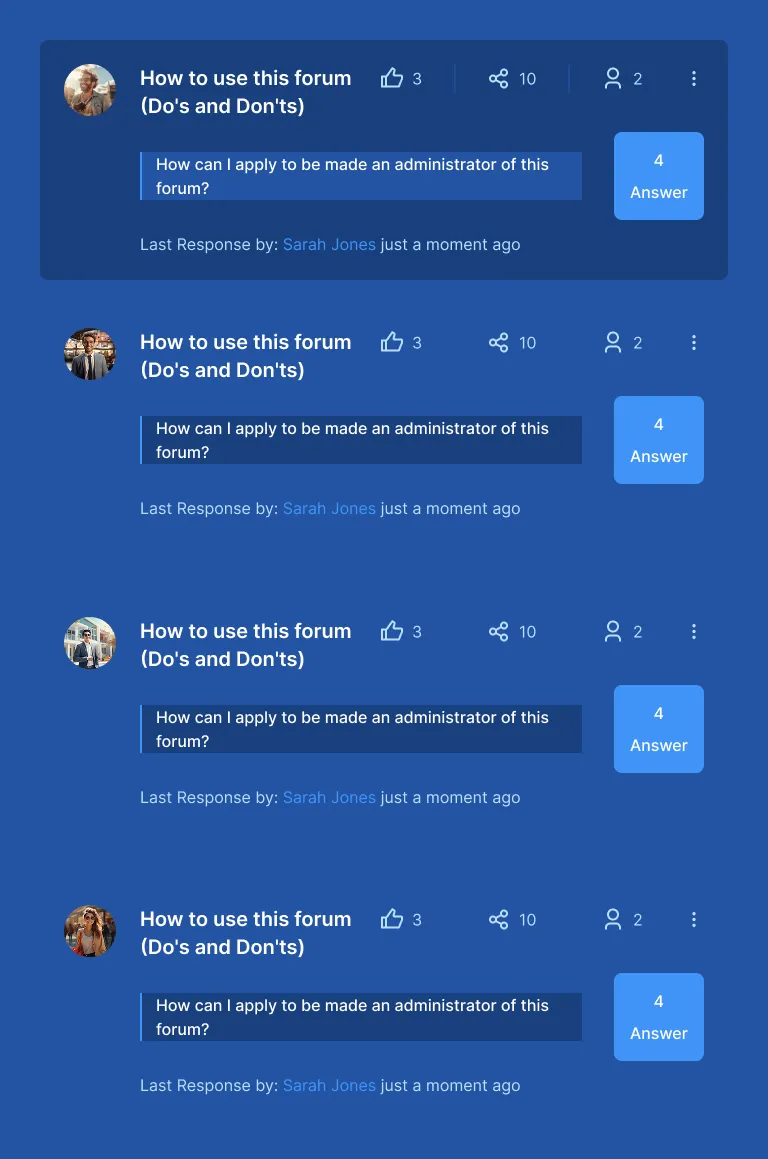 How to use this forum 3 10 2
(Do's and Don'ts)
How can I apply to be made an administrator of this
forum?
4
Answer
Last Response by: Sarah Jones just a moment ago
How to use this forum 3 10 2
(Do's and Don'ts)
How can I apply to be made an administrator of this
forum?
4
Answer
Last Response by: Sarah Jones just a moment ago
How to use this forum 3 10 2
(Do's and Don'ts)
How can I apply to be made an administrator of this
forum?
4
Answer
Last Response by: Sarah Jones just a moment ago
How to use this forum 3 10 2
(Do's and Don'ts)
How can I apply to be made an administrator of this
forum?
4
Answer
Last Response by: Sarah Jones just a moment ago